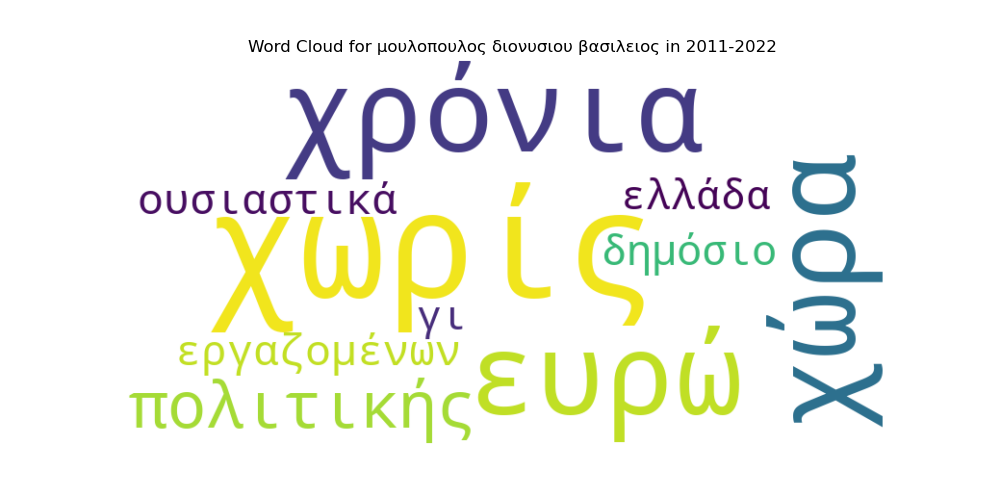 Word Cloud for μουλοπουλος διονυσιου βασιλειος in 2011-2022
χρόνια
ουσιαστικά
ελλάδα
χωρίς
δημόσιο
χώρα
γι
εργαζομένων
ευρώ
πολιτικής